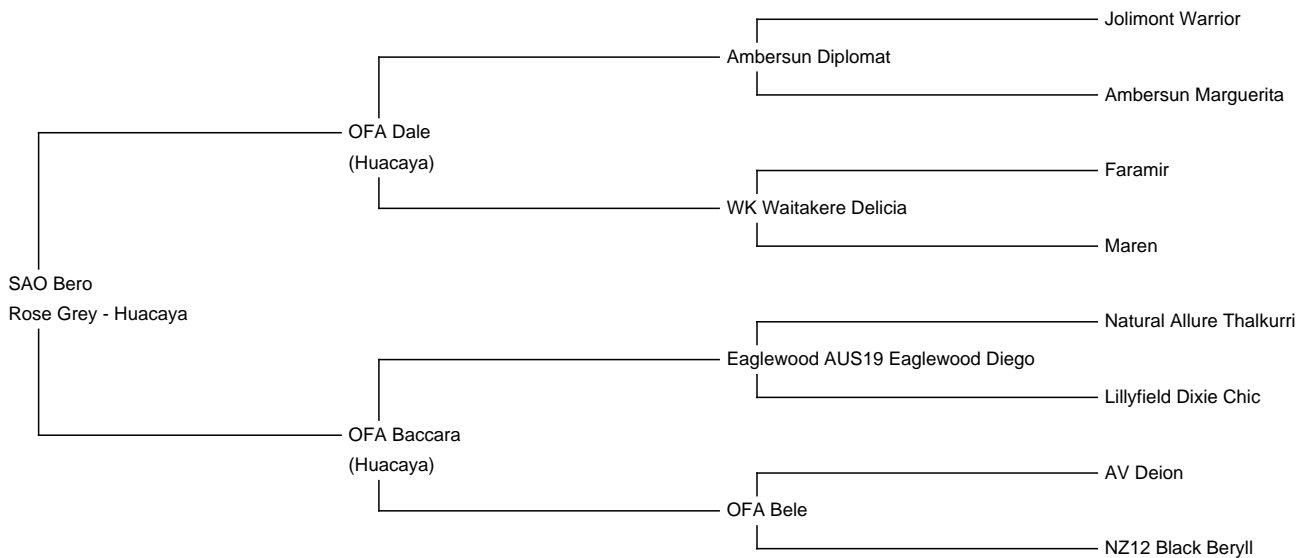 Jolimont Warrior
Ambersun Diplomat
Ambersun Marguerita
OFA Dale
(Huacaya)
Faramir
WK Waitakere Delicia
Maren
SAO Bero
Rose Grey - Huacaya
Natural Allure Thalkurri
Eaglewood AUS19 Eaglewood Diego
Lillyfield Dixie Chic
OFA Baccara
(Huacaya)
AV Deion
OFA Bele
NZ12 Black Beryll